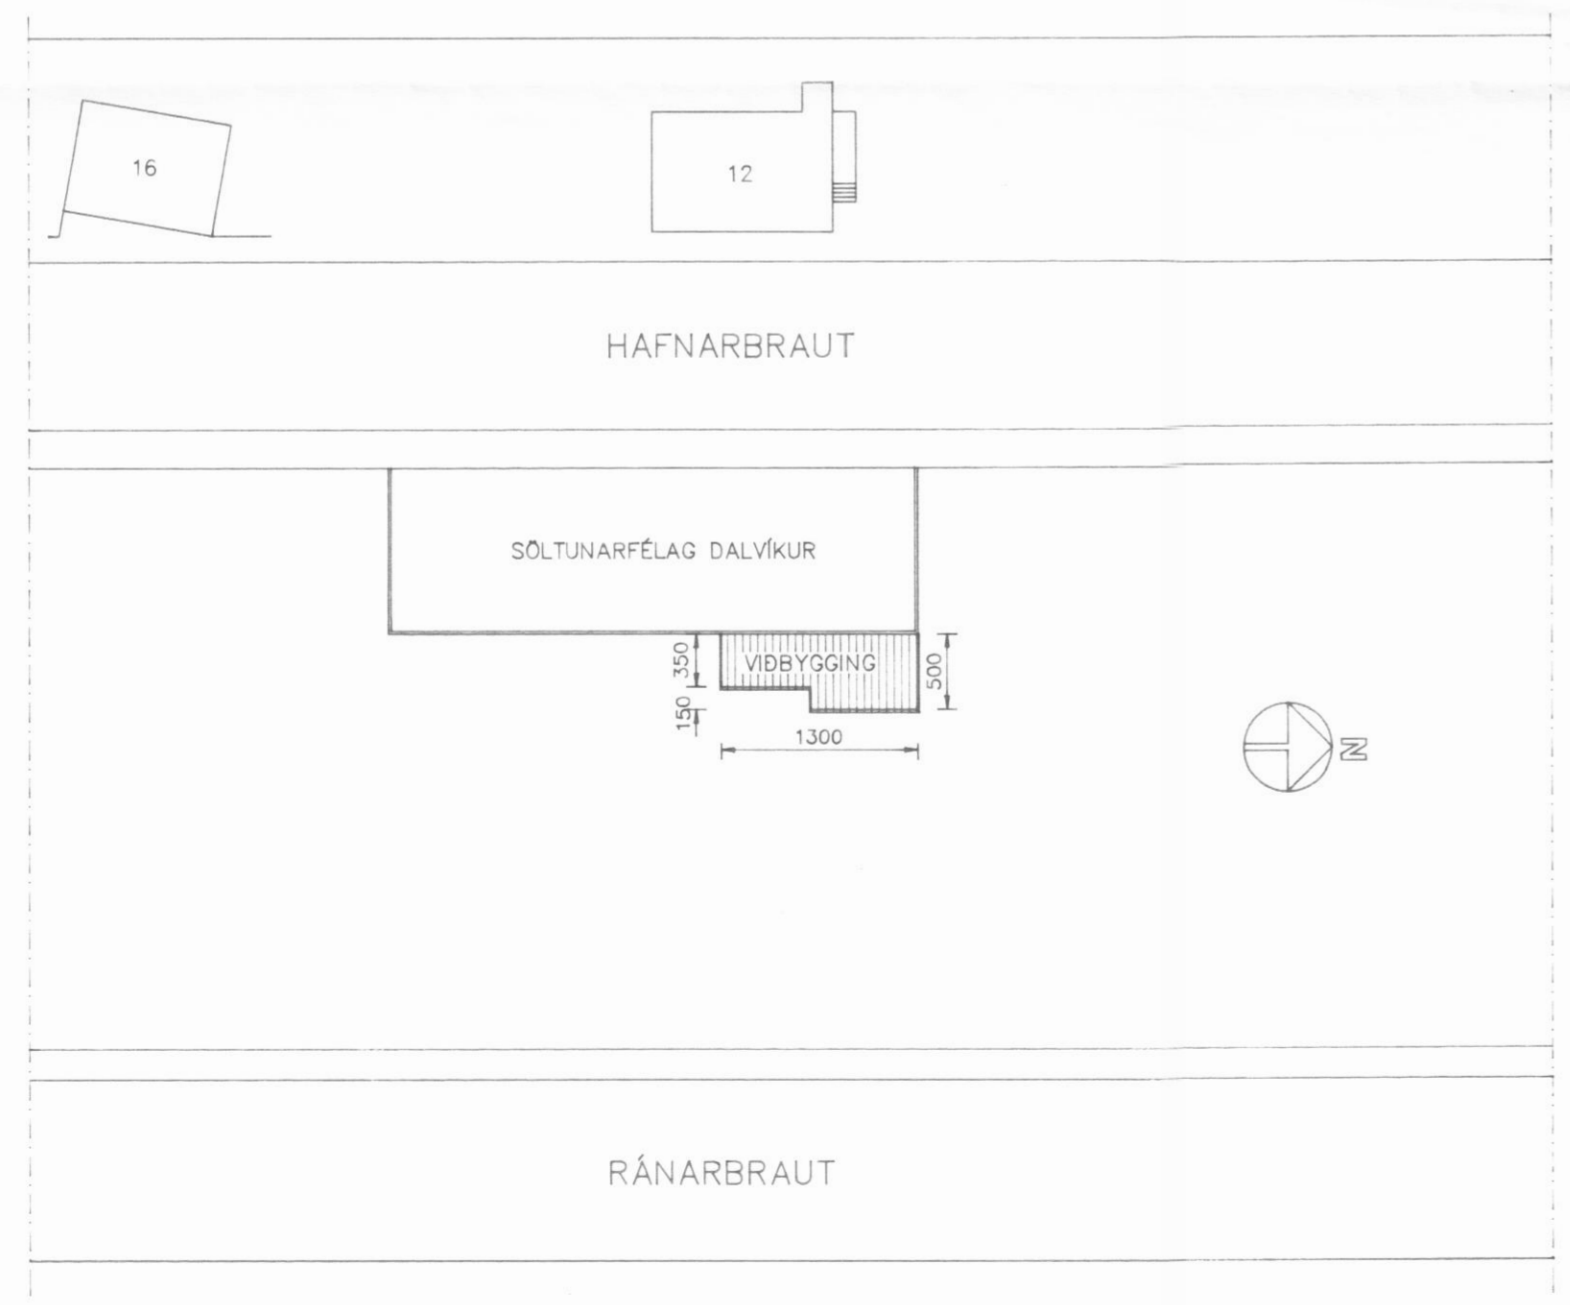 16
12
HAFNARBRAUT
SÖLTUNARFÉLAG DALVÍKUR
350
VIÐBYGGING
500
150
1300
N
RÁNARBRAUT